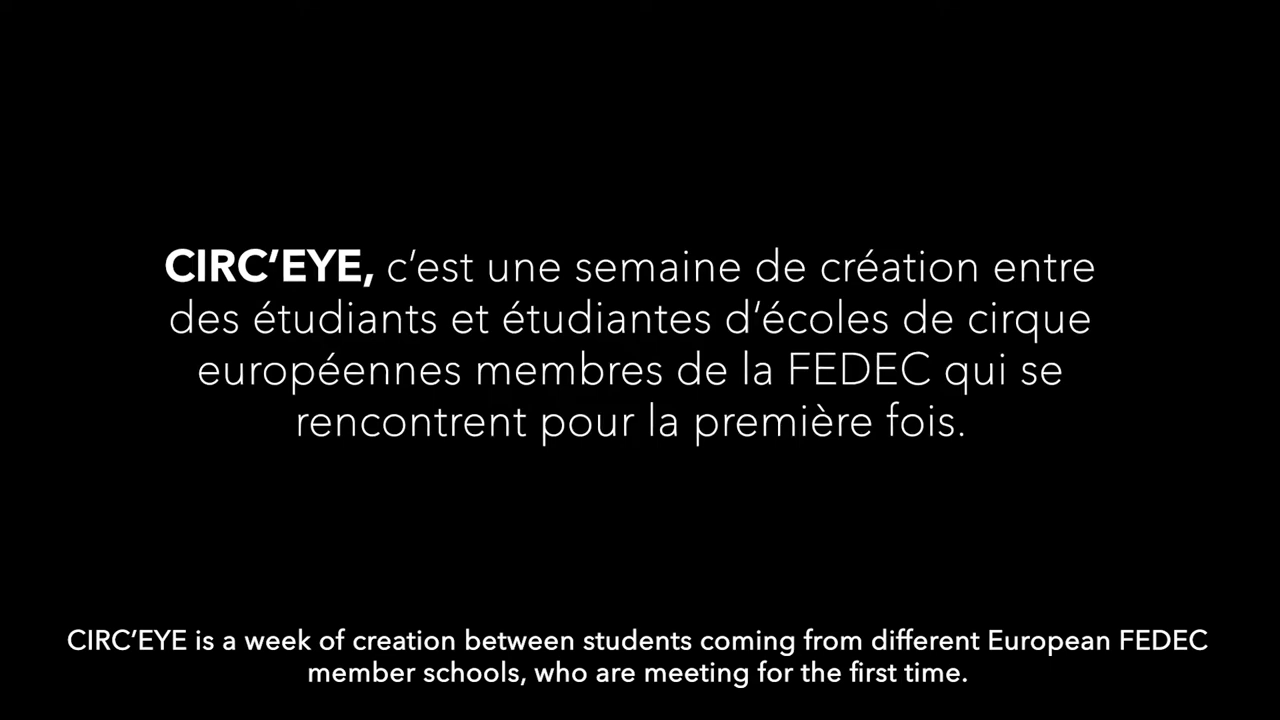 CIRC’EYE, c’est une semaine de création entre
des étudiants et étudiantes d’écoles de cirque
européennes membres de la FEDEC qui se
rencontrent pour la première fois.
CIRC’EYE is a week of creation between students coming from different European FEDEC
member schools, who are meeting for the first time.